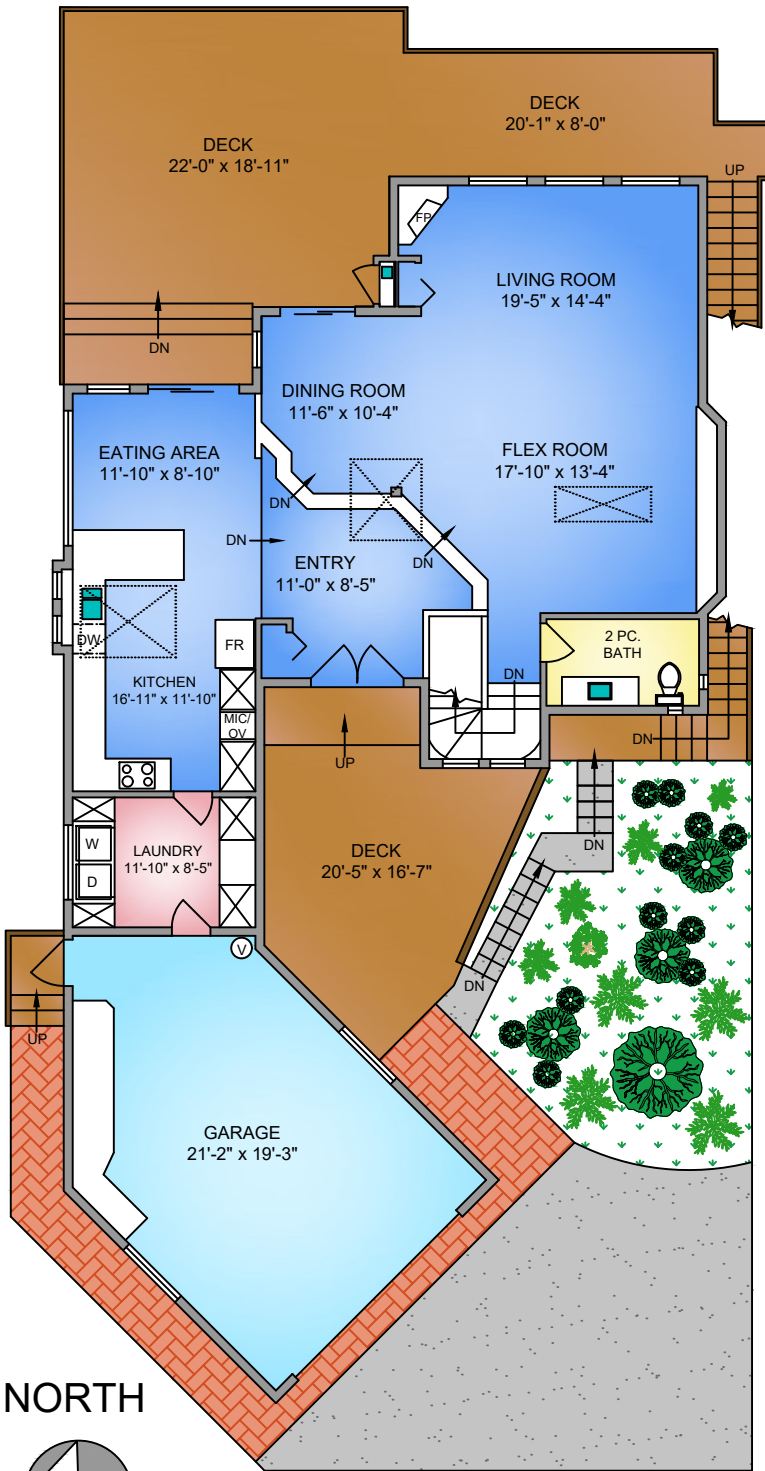 DECK
20'-1" x 8'-0"
DECK
22'-0" x 18'-11"
UP
FP
LIVING ROOM
19'-5" x 14'-4"
DN
DINING ROOM
11'-6" x 10'-4"
EATING AREA
11'-10" x 8'-10"
FLEX ROOM
17'-10" x 13'-4"
DN
DN
DN
ENTRY
11'-0" x 8'-5"
DW
FR
2 PC.
BATH
KITCHEN
16'-11" x 11'-10"
DN
MIC/
OV
DN
UP
W
LAUNDRY
11'-10" x 8'-5"
D
DECK
20'-5" x 16'-7"
DN
V
DN
UP
GARAGE
21'-2" x 19'-3"
NORTH